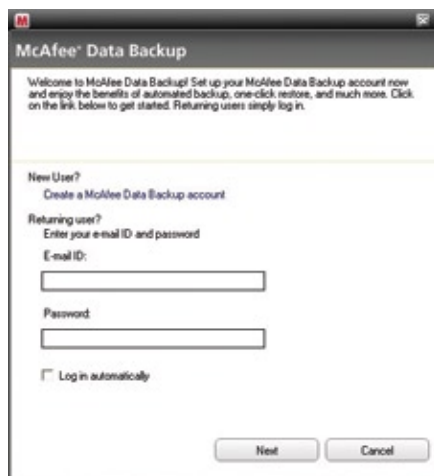 McAfee® Data Backup
Welcome to McAfee Data Backup! Set up your McAfee Data Backup account now
and enjoy the benefits of automated backup, one-click restore, and much more. Click
on the link below to get started. Returning users simply log in.
New User?
Create a McAfee Data Backup account
Returning user?
Enter your e-mail ID and password
E-mail ID:
Password:
Log in automatically
Next
Cancel